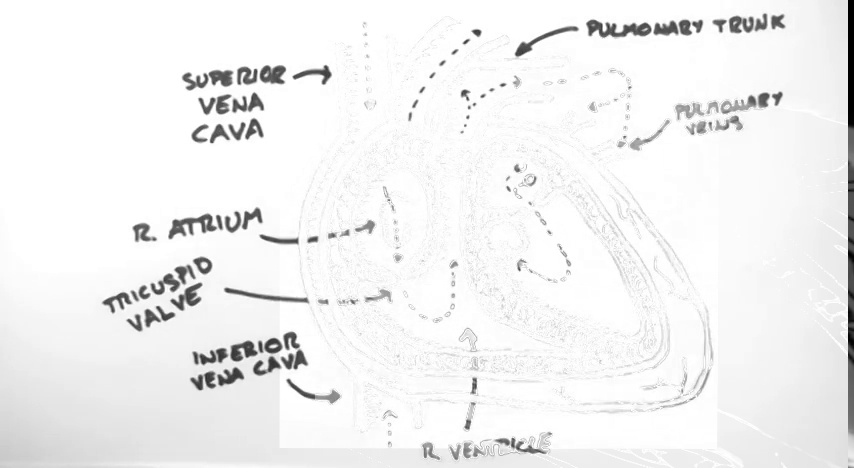 PULMONARY TRUNK
SUPERIOR
VENA
CAVA
PULMONARY
VEINS
R. ATRIUM
TRICUSPID
VALVE
INFERIOR
VENA CAVA
R VENTRICLE